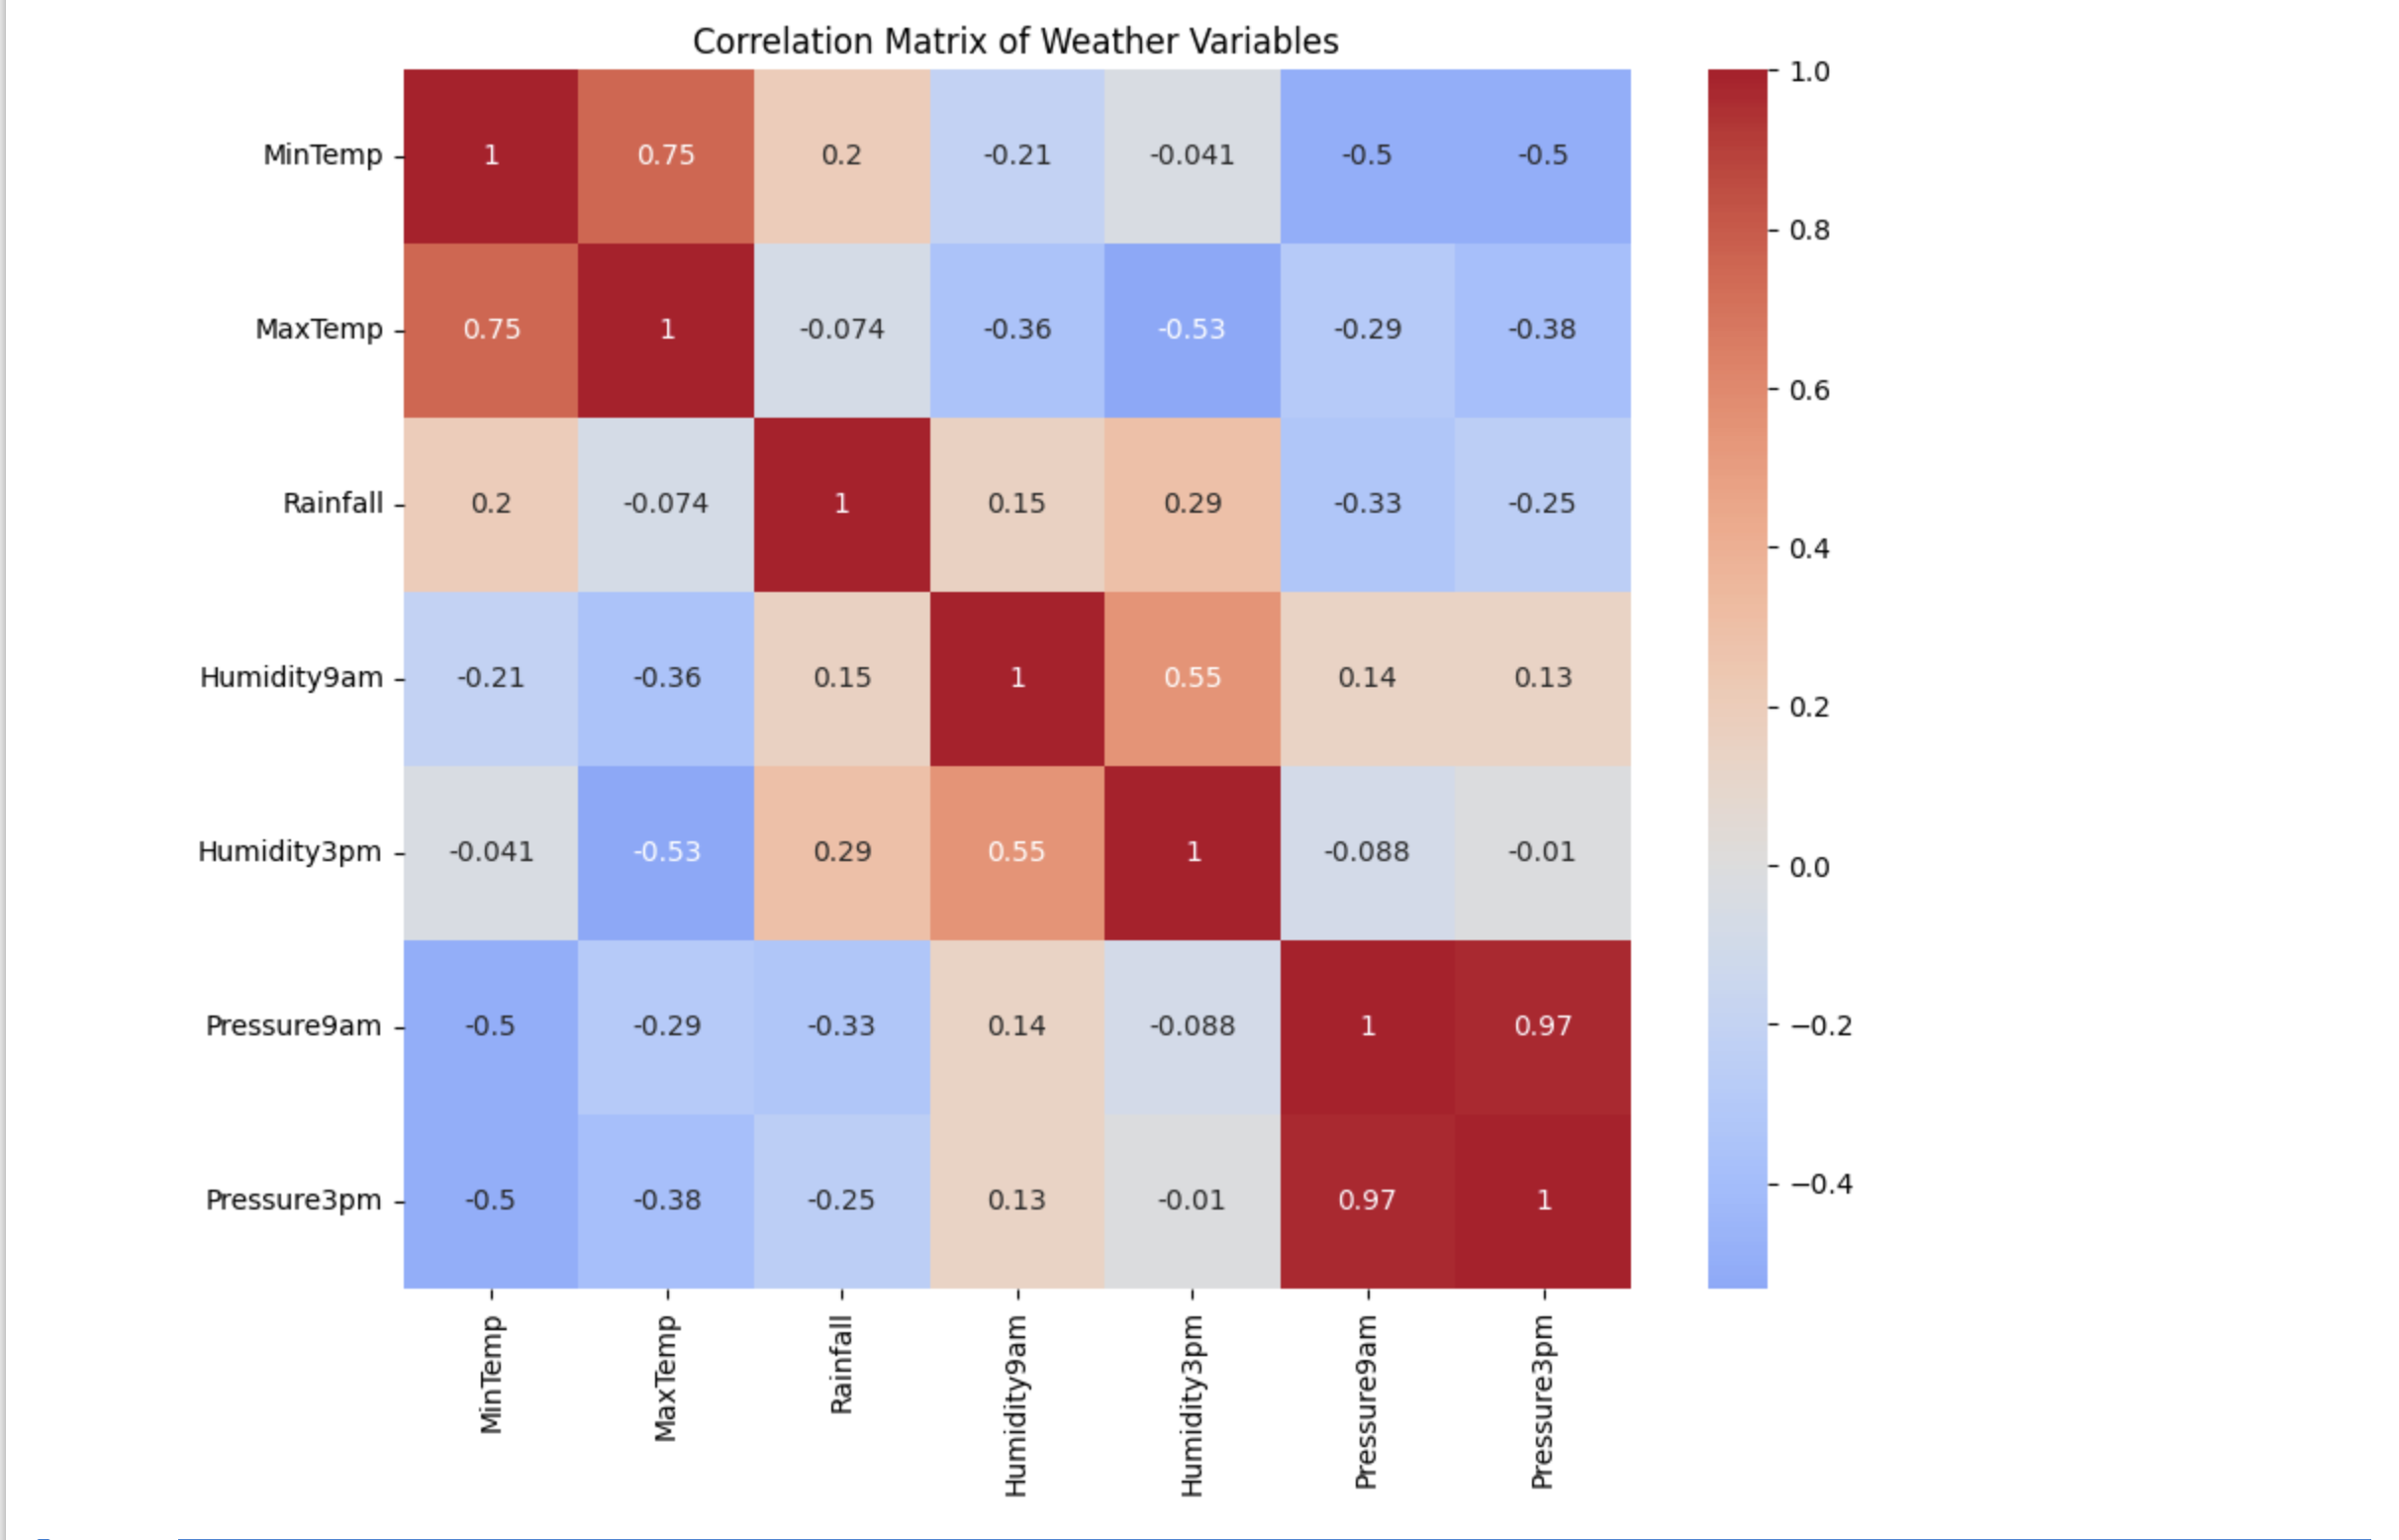 Correlation Matrix of Weather Variables
MinTemp 1 0.75 0.2 -0.21 -0.041 -0.5 -0.5
MaxTemp 0.75 1 -0.074 -0.36 -0.53 -0.29 -0.38
Rainfall 0.2 -0.074 1 0.15 0.29 -0.33 -0.25
Humidity9am -0.21 -0.36 0.15 1 0.55 0.14 0.13
Humidity3pm -0.041 -0.53 0.29 0.55 1 -0.088 -0.01
Pressure9am -0.5 -0.29 -0.33 0.14 -0.088 1 0.97
Pressure3pm -0.5 -0.38 -0.25 0.13 -0.01 0.97 1
MinTemp
MaxTemp
Rainfall
Humidity9am
Humidity3pm
Pressure9am
Pressure3pm
1.0
0.8
0.6
0.4
0.2
0.0
−0.2
−0.4